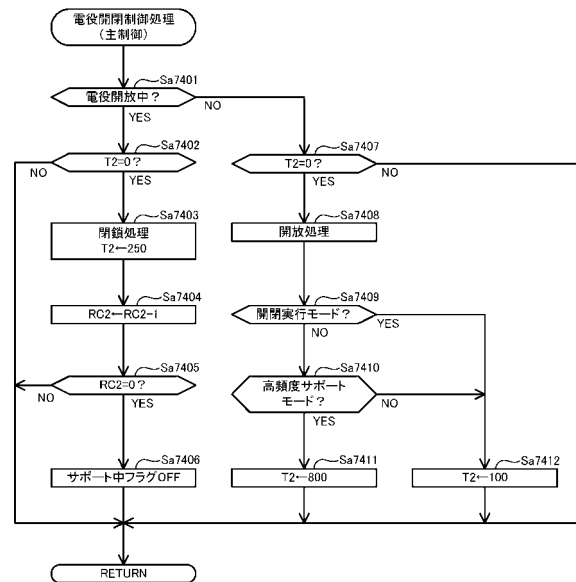 電役開閉制御処理
(主制御)
Sa7401
電役開放中？
NO
YES
Sa7402
T2=0？
NO
YES
Sa7403
閉鎖処理
T2←250
Sa7404
RC2←RC2-1
Sa7405
RC2=0？
NO
YES
Sa7406
サポート中フラグOFF
Sa7407
T2=0？
NO
YES
Sa7408
開放処理
Sa7409
開閉実行モード？
YES
NO
Sa7410
高頻度サポート
モード？
NO
YES
Sa7411
T2←800
Sa7412
T2←100
RETURN